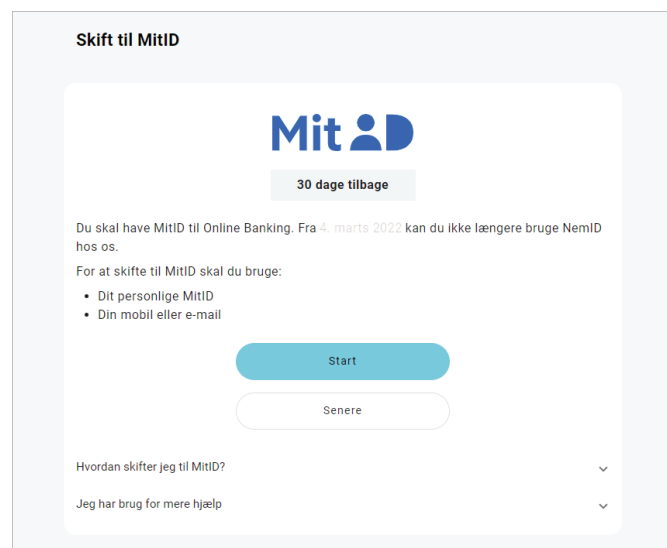 Skift til MitID
Mit D
30 dage tilbage
Du skal have MitID til Online Banking. Fra 4. marts 2022 kan du ikke længere bruge NemID
hos os.
For at skifte til MitID skal du bruge:
• Dit personlige MitID
• Din mobil eller e-mail
Start
Senere
Hvordan skifter jeg til MitID?
Jeg har brug for mere hjælp